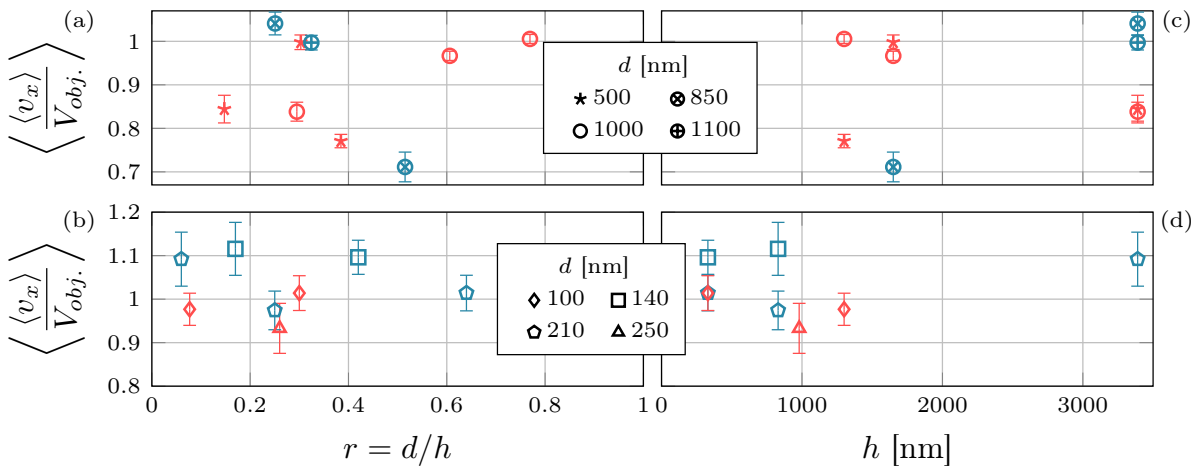 (a)
(c)
⟨ ⟨v_x⟩ / V_obj. ⟩
1
0.9
0.8
0.7
d [nm]
500
850
1000
1100
(b)
(d)
⟨ ⟨v_x⟩ / V_obj. ⟩
1.2
1.1
1
0.9
0.8
d [nm]
100
140
210
250
0
0.2
0.4
0.6
0.8
1
0
1000
2000
3000
r = d/h
h [nm]